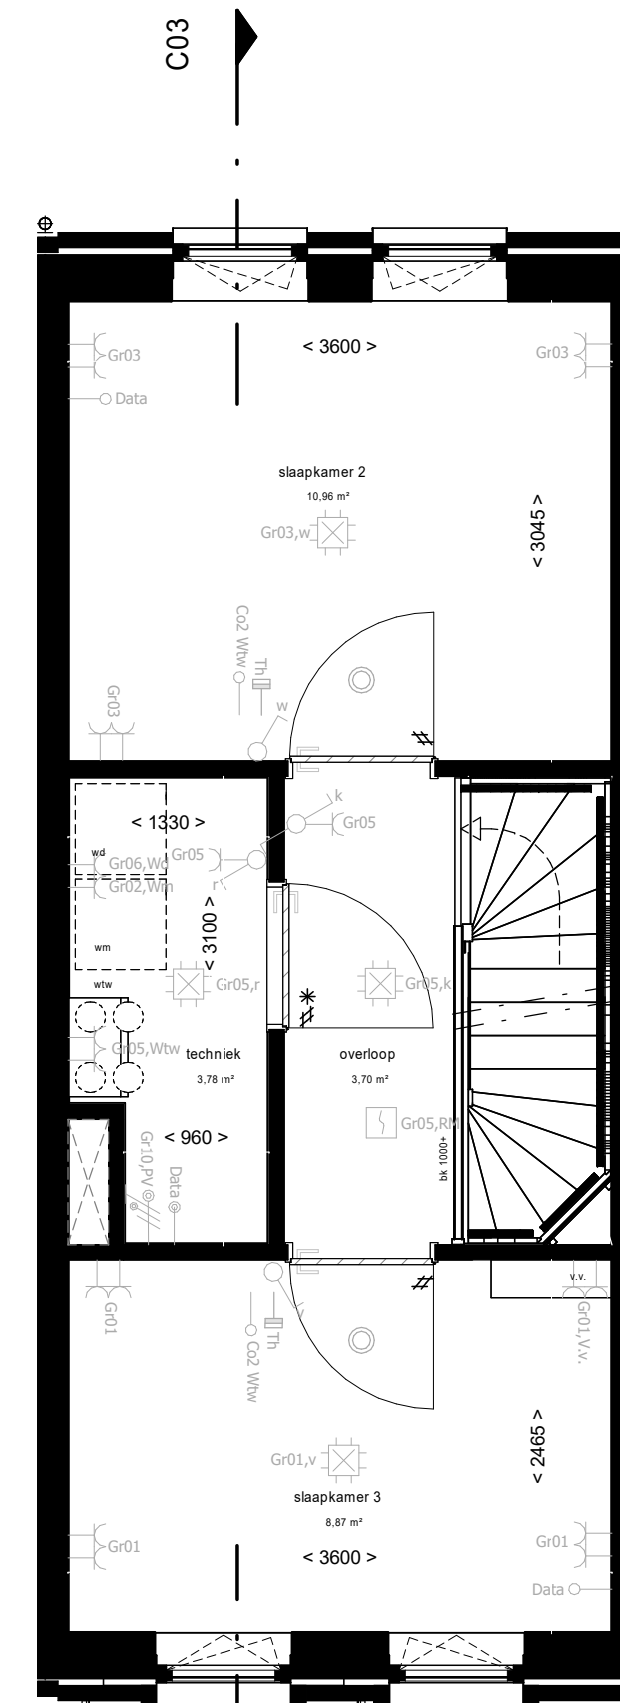 C03
< 3600 >
Gr03
Gr03
Data
slaapkamer 2
10,96 m²
< 3045 >
Gr03,w
Co2 Wtw
Th
w
Gr03
k
< 1330 >
Gr05
wd
Gr06,Wd
Gr05
Gr02,Wm
r
< 3100 >
wm
wtw
Gr05,r
Gr05,k
Gr05,Wtw
techniek
3,78 m²
overloop
3,70 m²
Gr05,RM
bk 1000+
< 960 >
Gr10,PV
Data
v.v.
Gr01
v
Th
Co2 Wtw
Gr01,V.v.
< 2465 >
Gr01,v
slaapkamer 3
8,87 m²
Gr01
Gr01
< 3600 >
Data